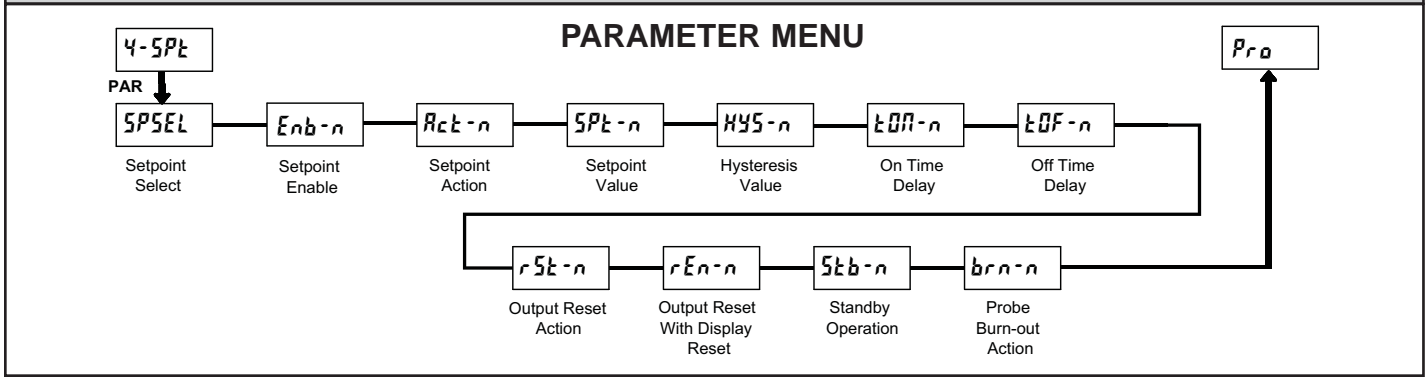 PARAMETER MENU
4-SPt
Pro
PAR
SPSEL
Enb-n
Act-n
SPt-n
HYS-n
tON-n
tOF-n
Setpoint
Select
Setpoint
Enable
Setpoint
Action
Setpoint
Value
Hysteresis
Value
On Time
Delay
Off Time
Delay
rSt-n
rEn-n
Stb-n
brn-n
Output Reset
Action
Output Reset
With Display
Reset
Standby
Operation
Probe
Burn-out
Action